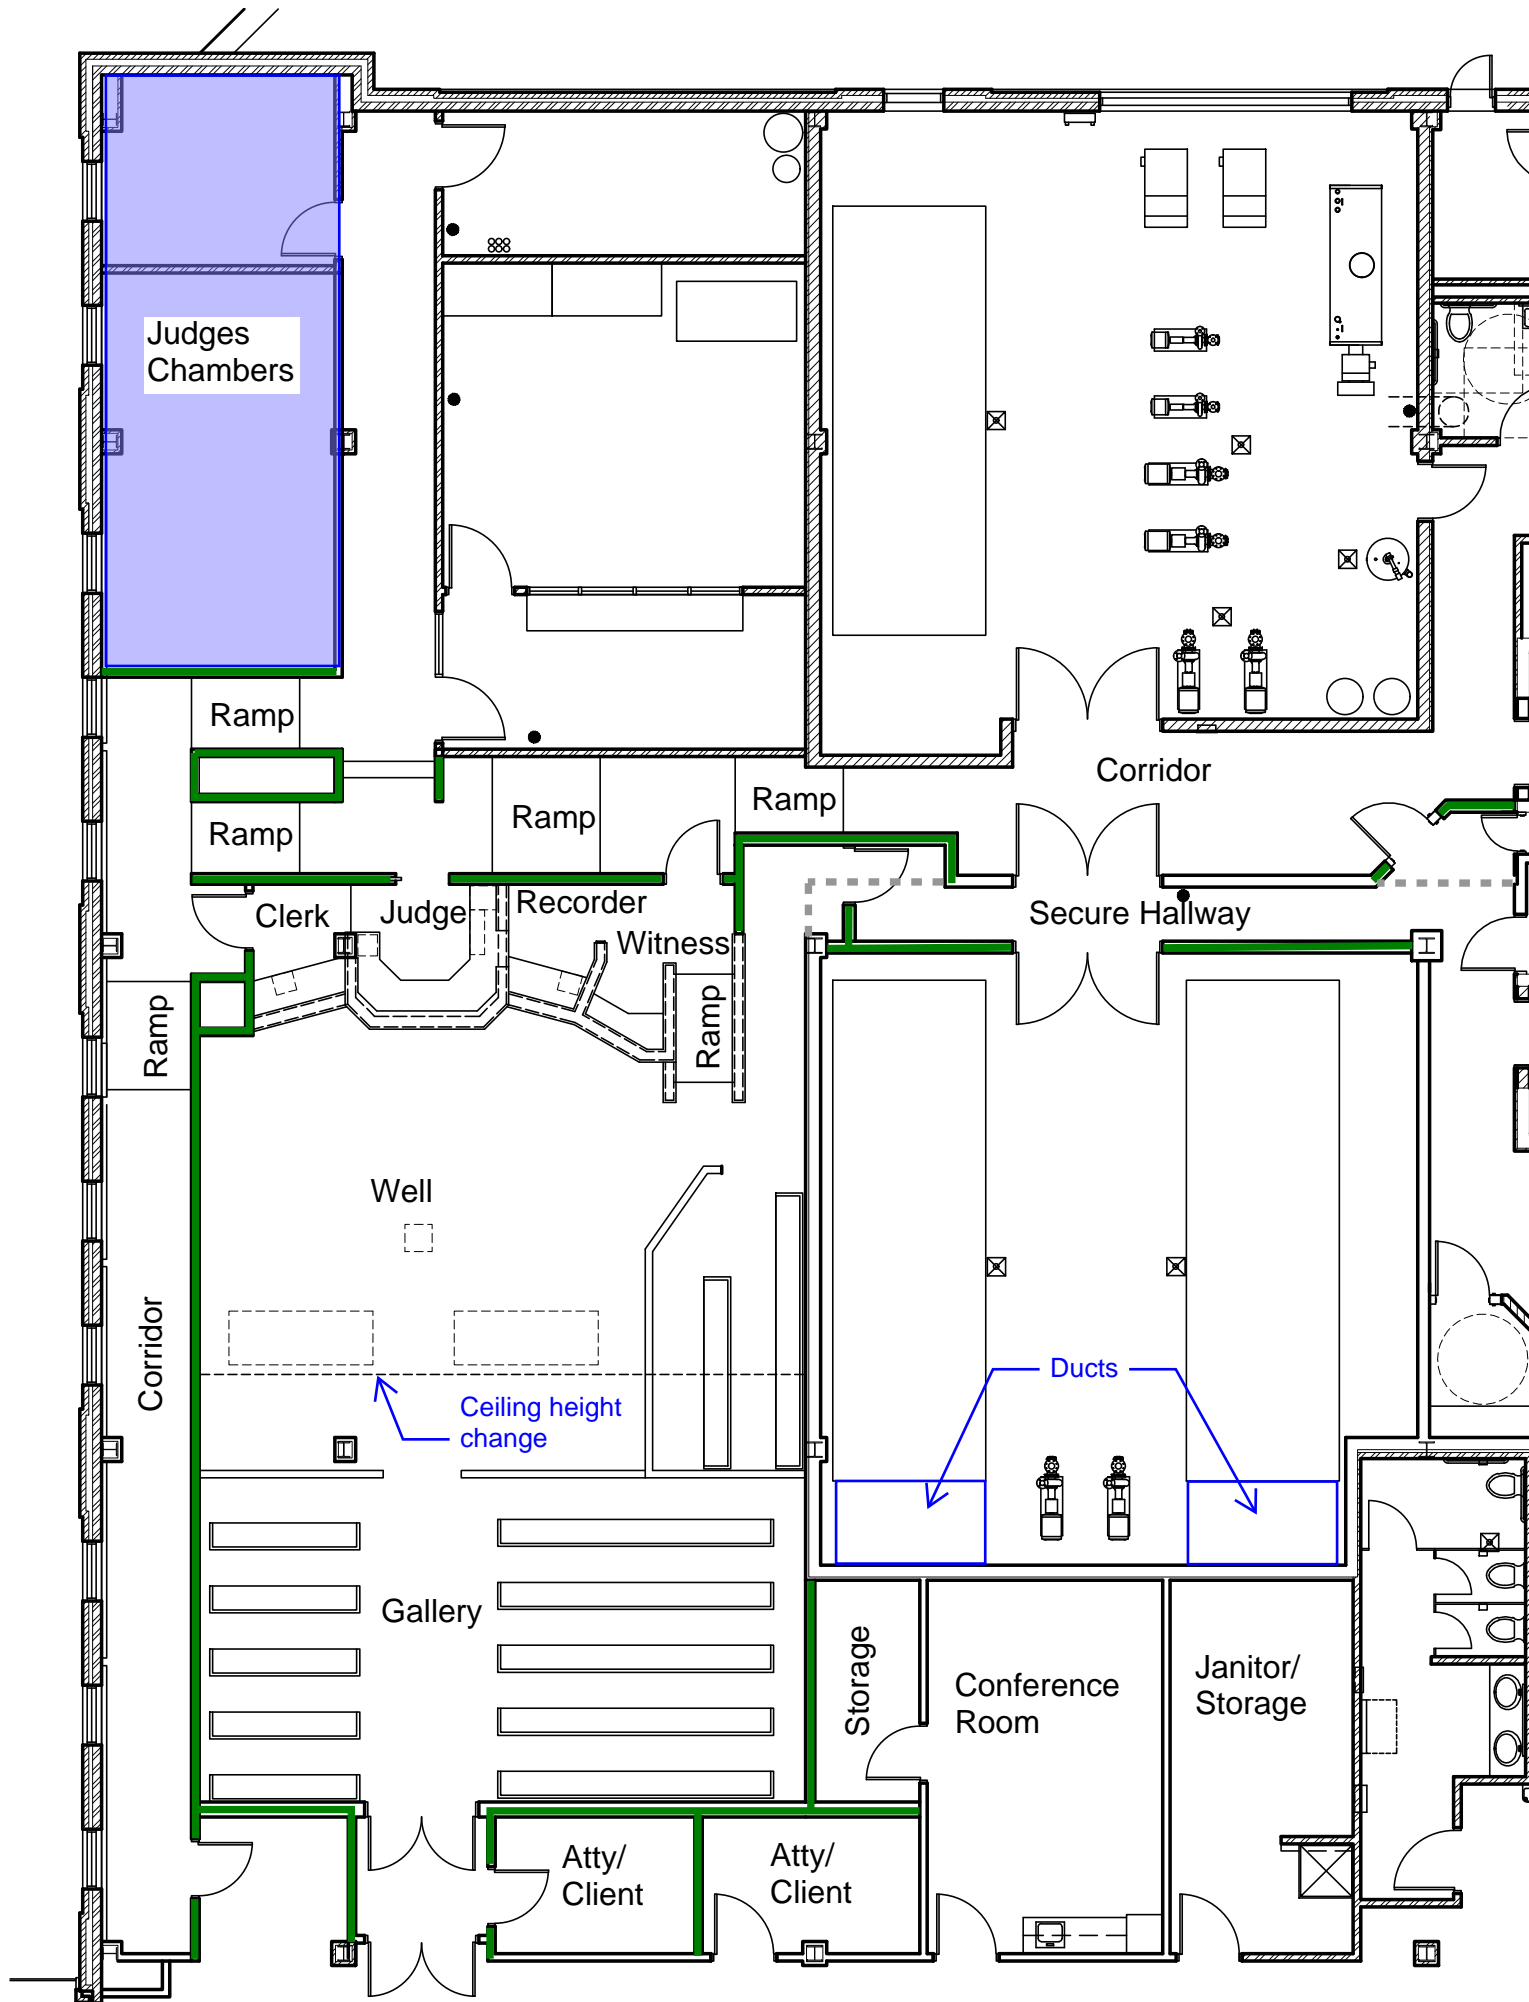 Judges
Chambers
Ramp
Corridor
Ramp
Ramp
Ramp
Clerk
Judge
Recorder
Witness
Secure Hallway
Ramp
Ramp
Well
Corridor
Ceiling height
change
Ducts
Gallery
Storage
Conference
Room
Janitor/
Storage
Atty/
Client
Atty/
Client